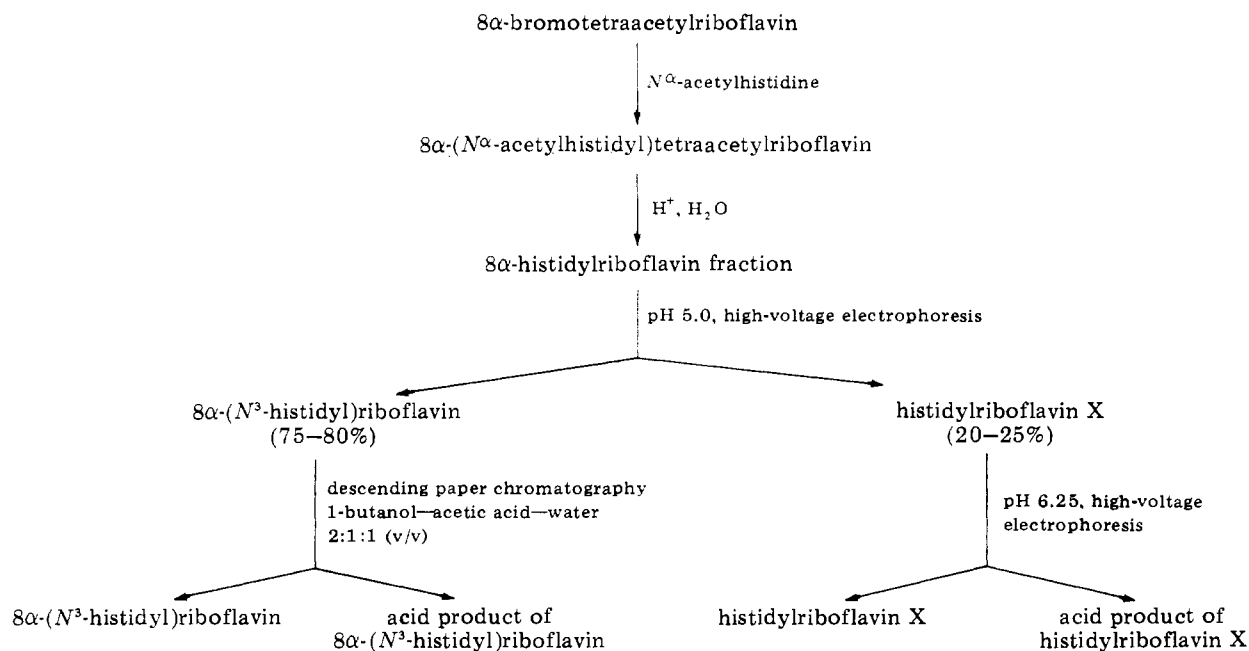 8α-bromotetraacetylriboflavin
Nα-acetylhistidine
8α-(Nα-acetylhistidyl)tetraacetylriboflavin
H⁺, H₂O
8α-histidylriboflavin fraction
pH 5.0, high-voltage electrophoresis
8α-(N³-histidyl)riboflavin
(75–80%)
histidylriboflavin X
(20–25%)
descending paper chromatography
1-butanol—acetic acid—water
2:1:1 (v/v)
pH 6.25, high-voltage
electrophoresis
8α-(N³-histidyl)riboflavin
acid product of
8α-(N³-histidyl)riboflavin
histidylriboflavin X
acid product of
histidylriboflavin X